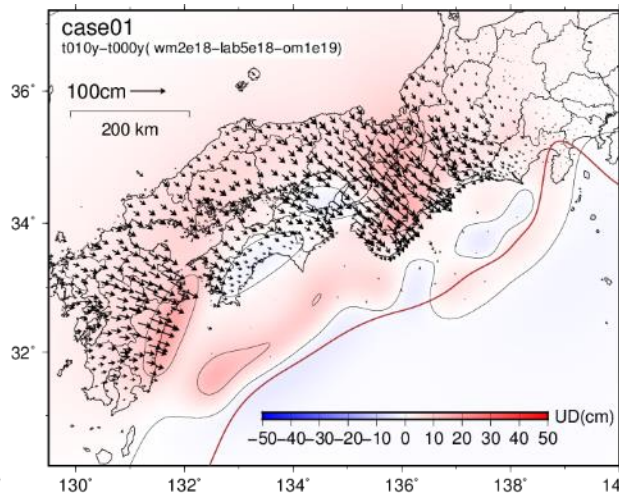 case01
t010y-t000y( wm2e18-lab5e18-om1e19)
100cm
200 km
36°
34°
32°
UD(cm)
-50-40-30-20-10 0 10 20 30 40 50
130° 132° 134° 136° 138° 14